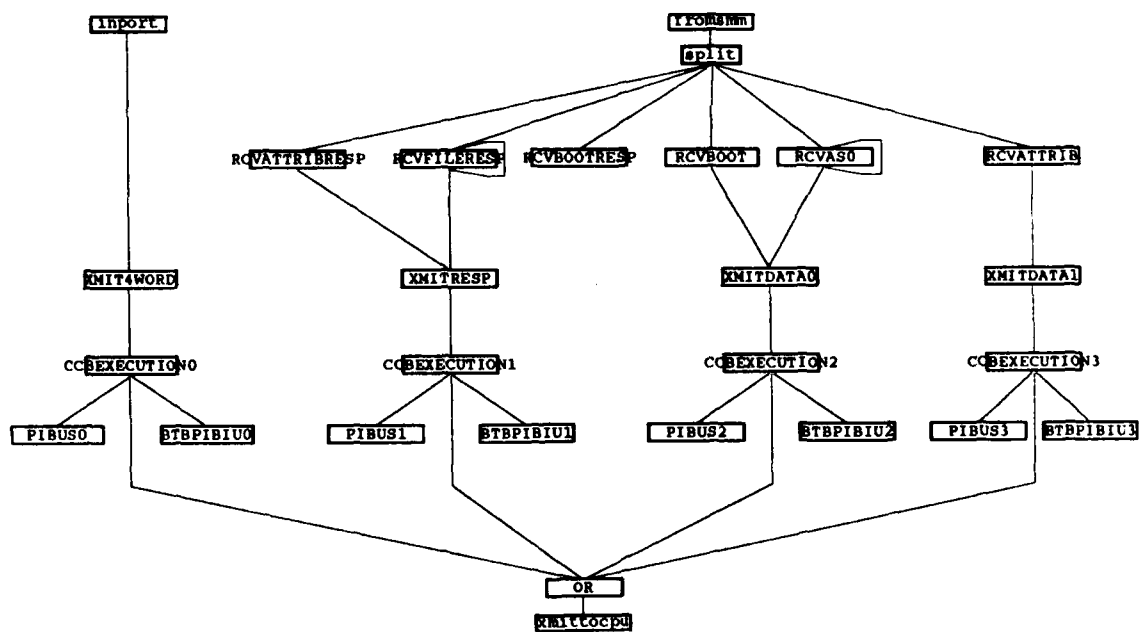 inport
fromsmm
split
RCVATTRIBRESP
RCVFILERESP
RCVBOOTRESP
RCVBOOT
RCVAS0
RCVATTRIB
XMIT4WORD
XMITRESP
XMITDATA0
XMITDATA1
CCBEXECUTION0
CCBEXECUTION1
CCBEXECUTION2
CCBEXECUTION3
PIBUS0
BTBPIBIU0
PIBUS1
BTBPIBIU1
PIBUS2
BTBPIBIU2
PIBUS3
BTBPIBIU3
OR
Xmittocpu